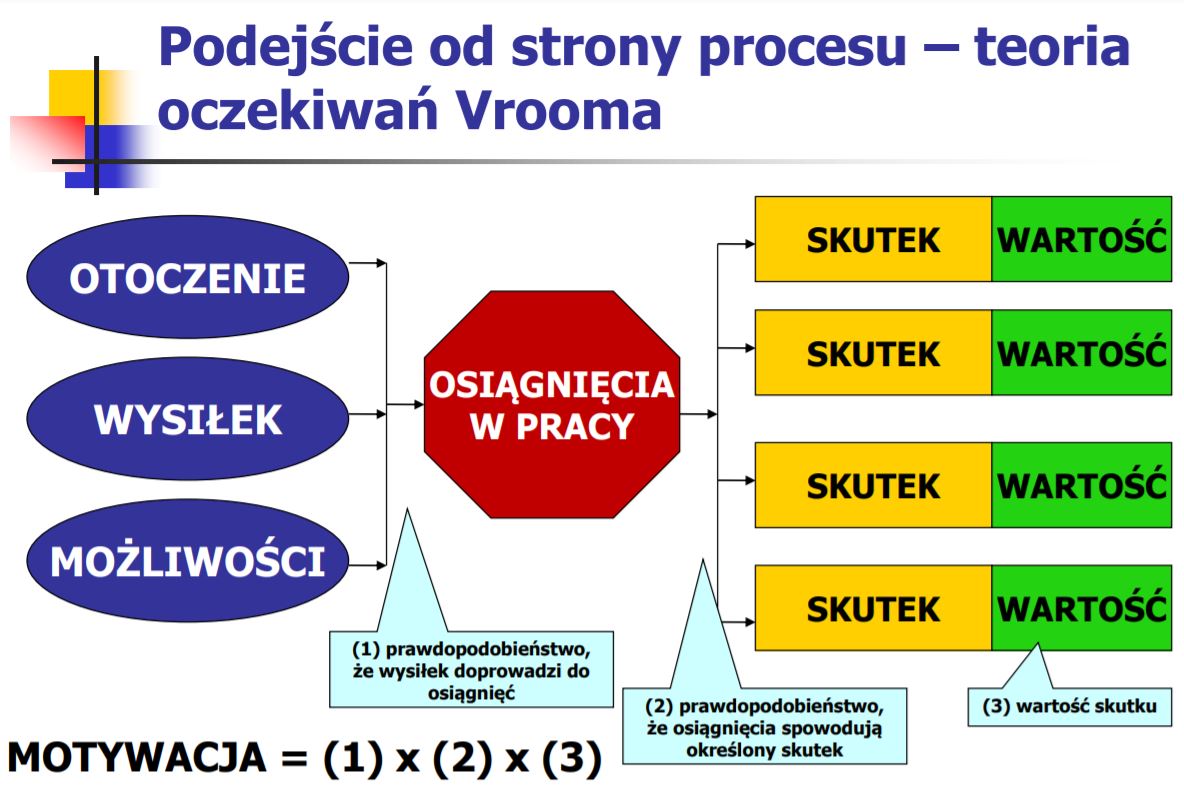 Podejście od strony procesu – teoria
oczekiwań Vrooma
OTOCZENIE
WYSIŁEK
MOŻLIWOŚCI
OSIĄGNIĘCIA
W PRACY
SKUTEK WARTOŚĆ
SKUTEK WARTOŚĆ
SKUTEK WARTOŚĆ
SKUTEK WARTOŚĆ
(1) prawdopodobieństwo,
że wysiłek doprowadzi do
osiągnięć
(2) prawdopodobieństwo,
że osiągnięcia spowodują
określony skutek
(3) wartość skutku
MOTYWACJA = (1) x (2) x (3)